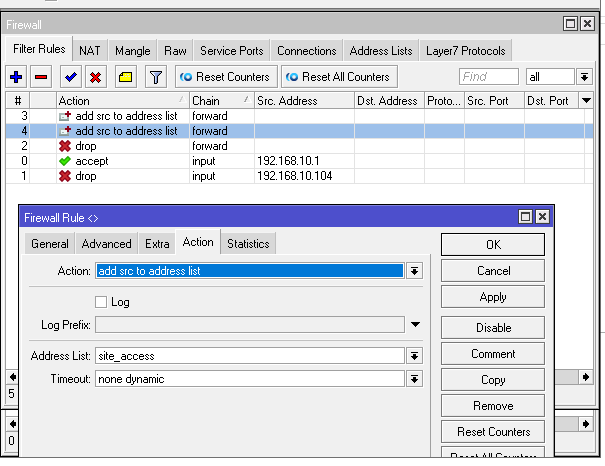 Firewall
Filter Rules NAT Mangle Raw Service Ports Connections Address Lists Layer7 Protocols
Reset Counters Reset All Counters Find all
# Action Chain Src. Address Dst. Address Proto... Src. Port Dst. Port
3 add src to address list forward
4 add src to address list forward
2 drop forward
0 accept input 192.168.10.1
1 drop input 192.168.10.104
Firewall Rule <>
General Advanced Extra Action Statistics
OK
Action: add src to address list
Cancel
Log
Apply
Log Prefix:
Disable
Address List: site_access
Comment
Timeout: none dynamic
Copy
5
Remove
Reset Counters
0
Reset All Counters